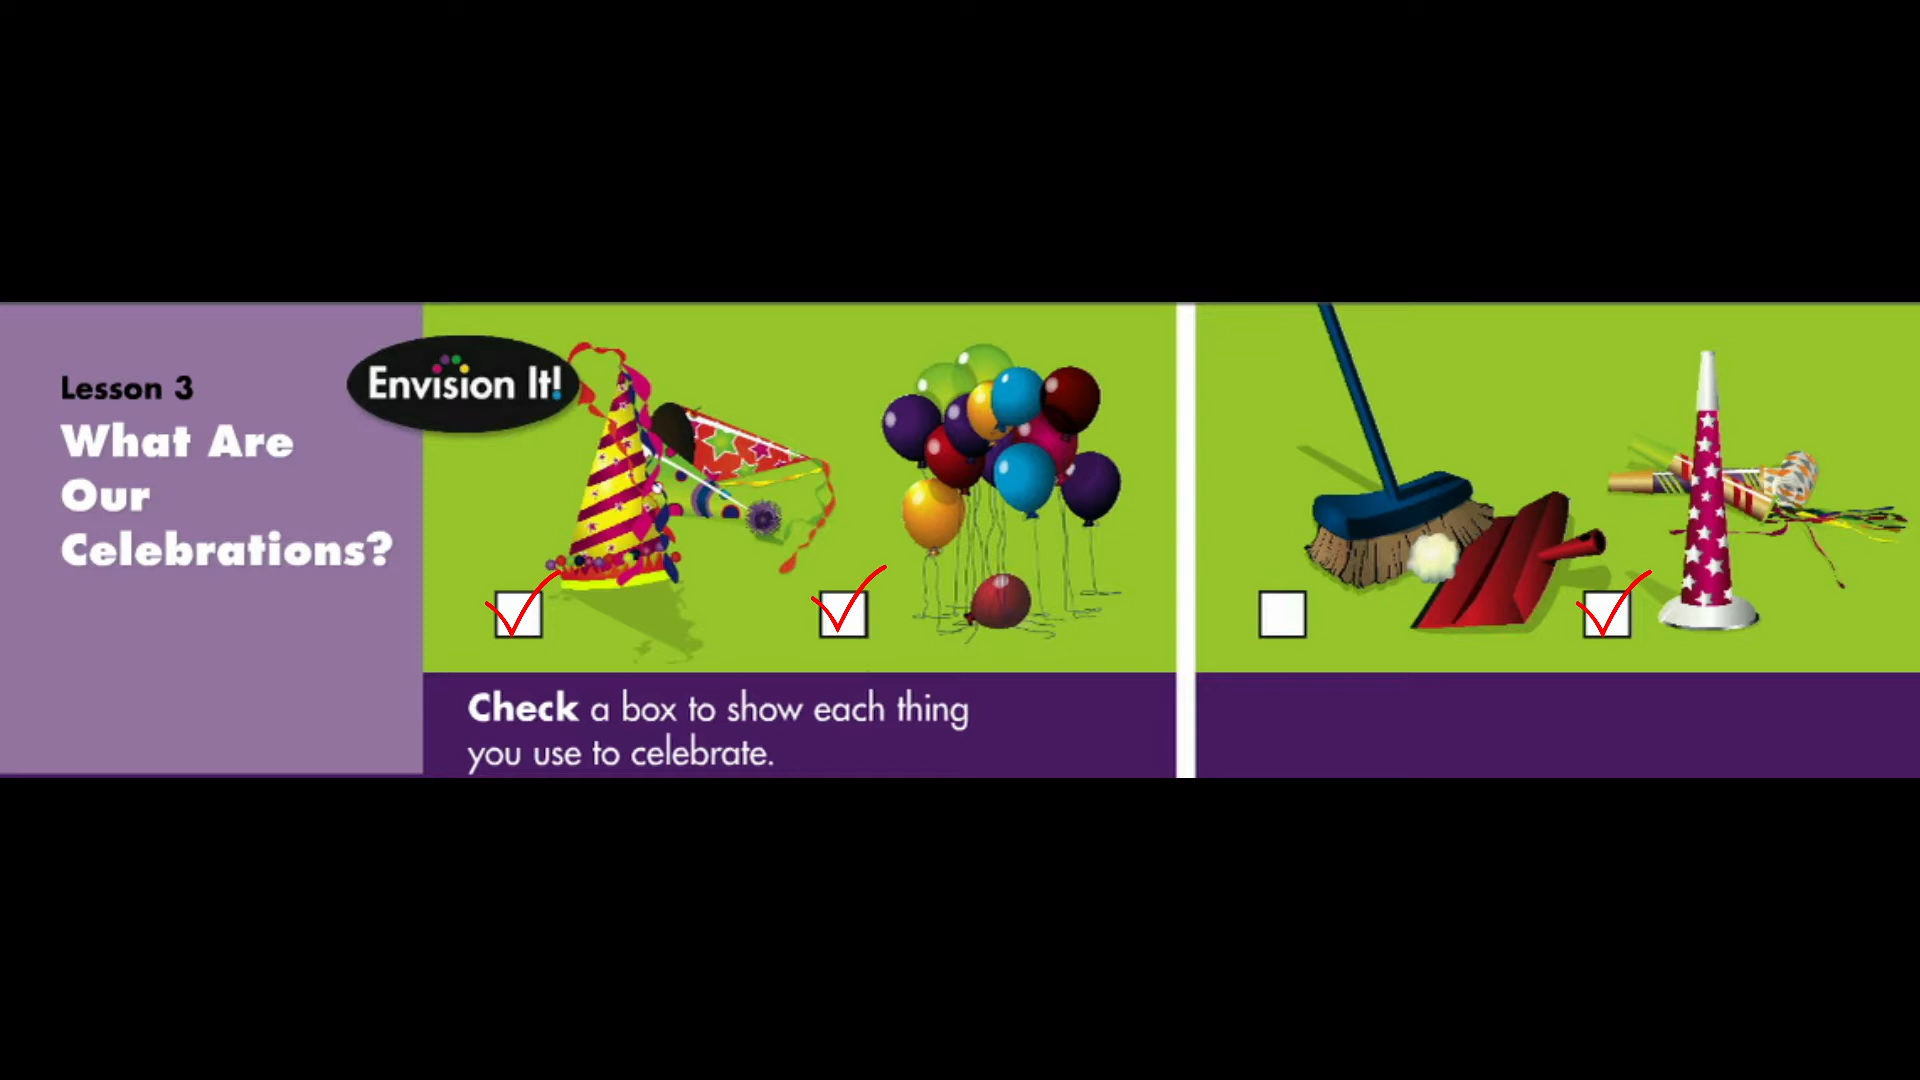 Lesson 3
What Are
Our
Celebrations?
Envision It!
Check a box to show each thing
you use to celebrate.